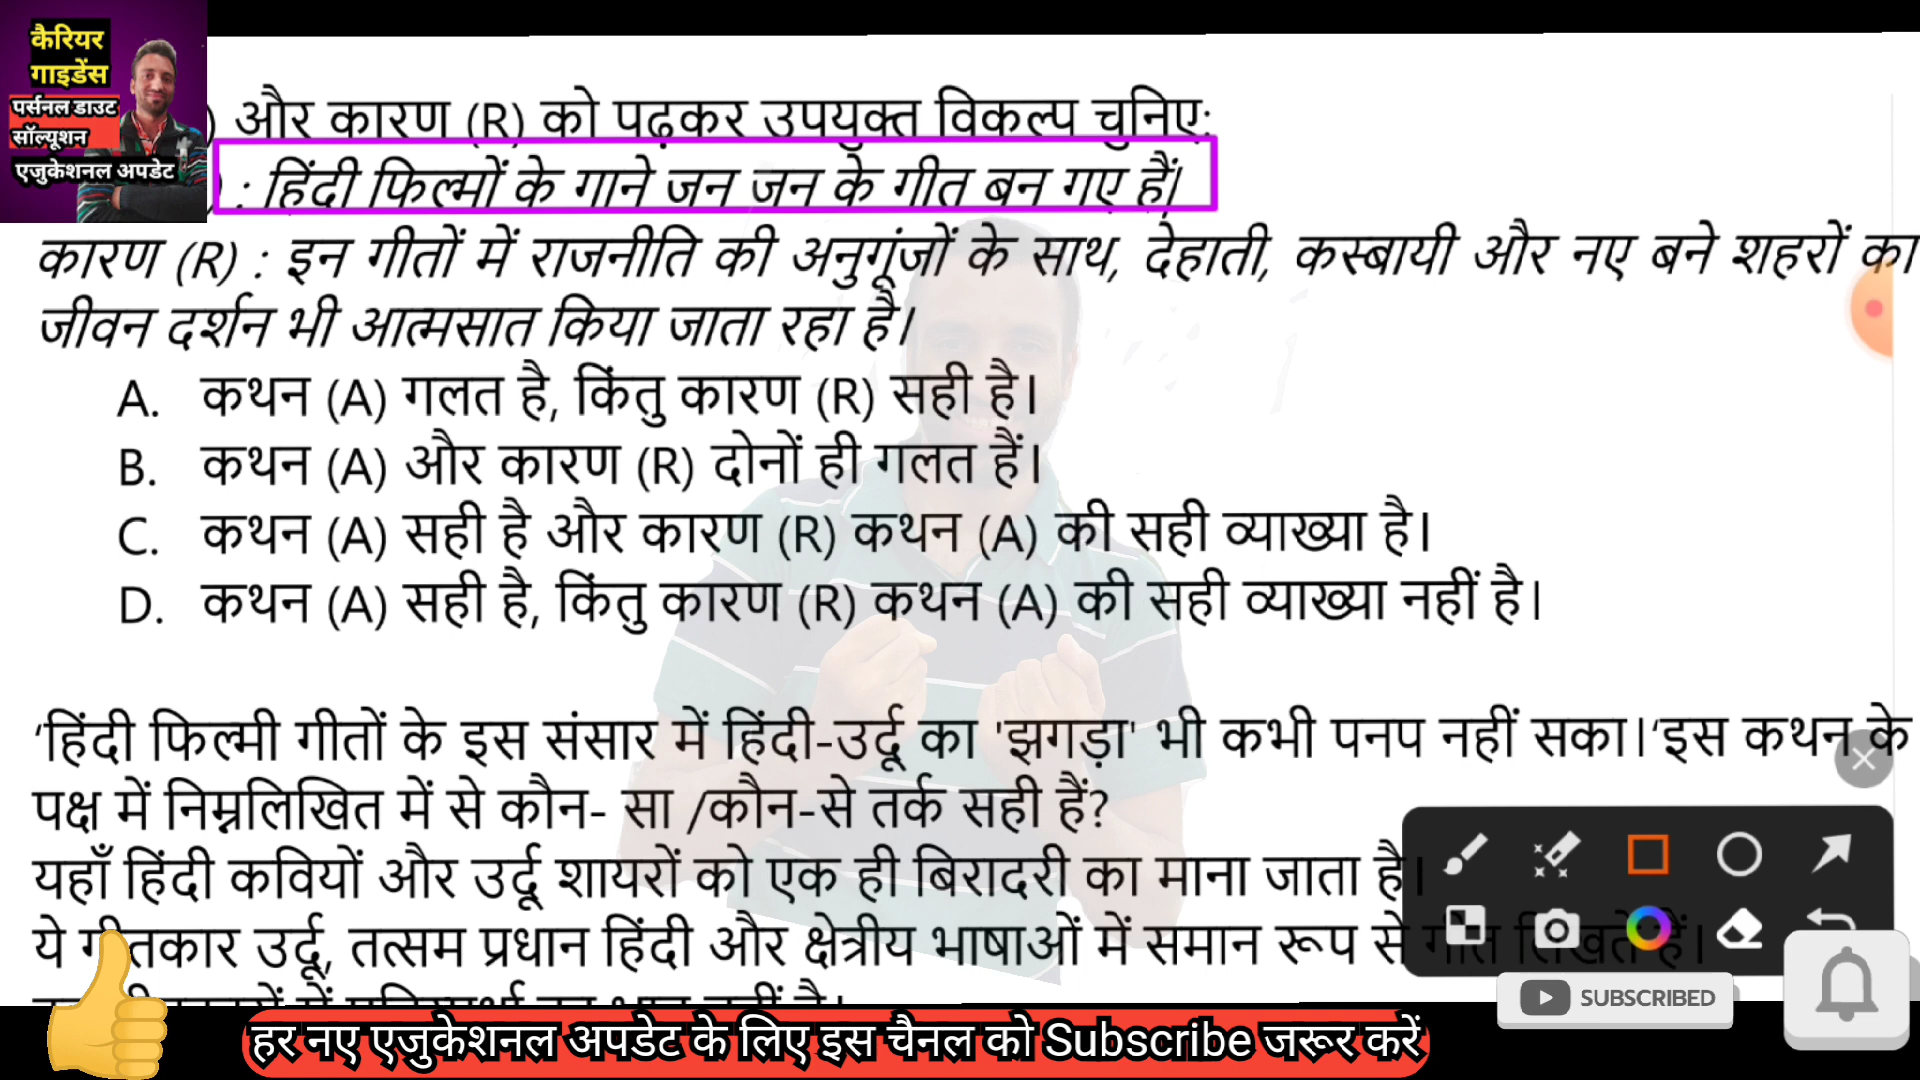 कैरियर
गाइडेंस
पर्सनल डाउट
सॉल्यूशन
एजुकेशनल अपडेट
) और कारण (R) को पढ़कर उपयुक्त विकल्प चुनिए:
) : हिंदी फिल्मों के गाने जन जन के गीत बन गए हैं।
कारण (R) : इन गीतों में राजनीति की अनुगूंजों के साथ, देहाती, कस्बायी और नए बने शहरों का
जीवन दर्शन भी आत्मसात किया जाता रहा है।
A. कथन (A) गलत है, किंतु कारण (R) सही है।
B. कथन (A) और कारण (R) दोनों ही गलत हैं।
C. कथन (A) सही है और कारण (R) कथन (A) की सही व्याख्या है।
D. कथन (A) सही है, किंतु कारण (R) कथन (A) की सही व्याख्या नहीं है।
‘हिंदी फिल्मी गीतों के इस संसार में हिंदी-उर्दू का 'झगड़ा' भी कभी पनप नहीं सका।‘इस कथन के
पक्ष में निम्नलिखित में से कौन- सा /कौन-से तर्क सही हैं?
यहाँ हिंदी कवियों और उर्दू शायरों को एक ही बिरादरी का माना जाता है।
ये गीतकार उर्दू, तत्सम प्रधान हिंदी और क्षेत्रीय भाषाओं में समान रूप से गीत लिखते हैं।
SUBSCRIBED
हर नए एजुकेशनल अपडेट के लिए इस चैनल को Subscribe जरूर करें